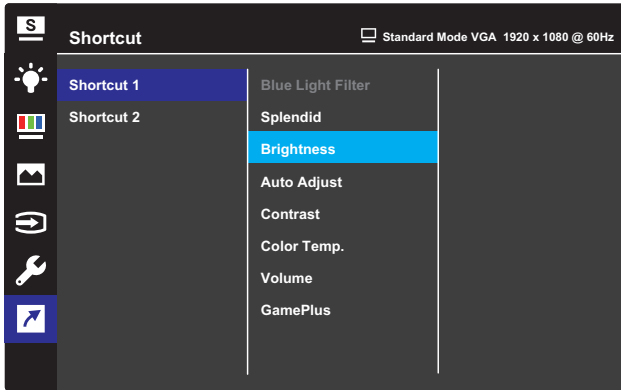 S
Shortcut
Standard Mode VGA 1920 x 1080 @ 60Hz
Shortcut 1
Shortcut 2
Blue Light Filter
Splendid
Brightness
Auto Adjust
Contrast
Color Temp.
Volume
GamePlus